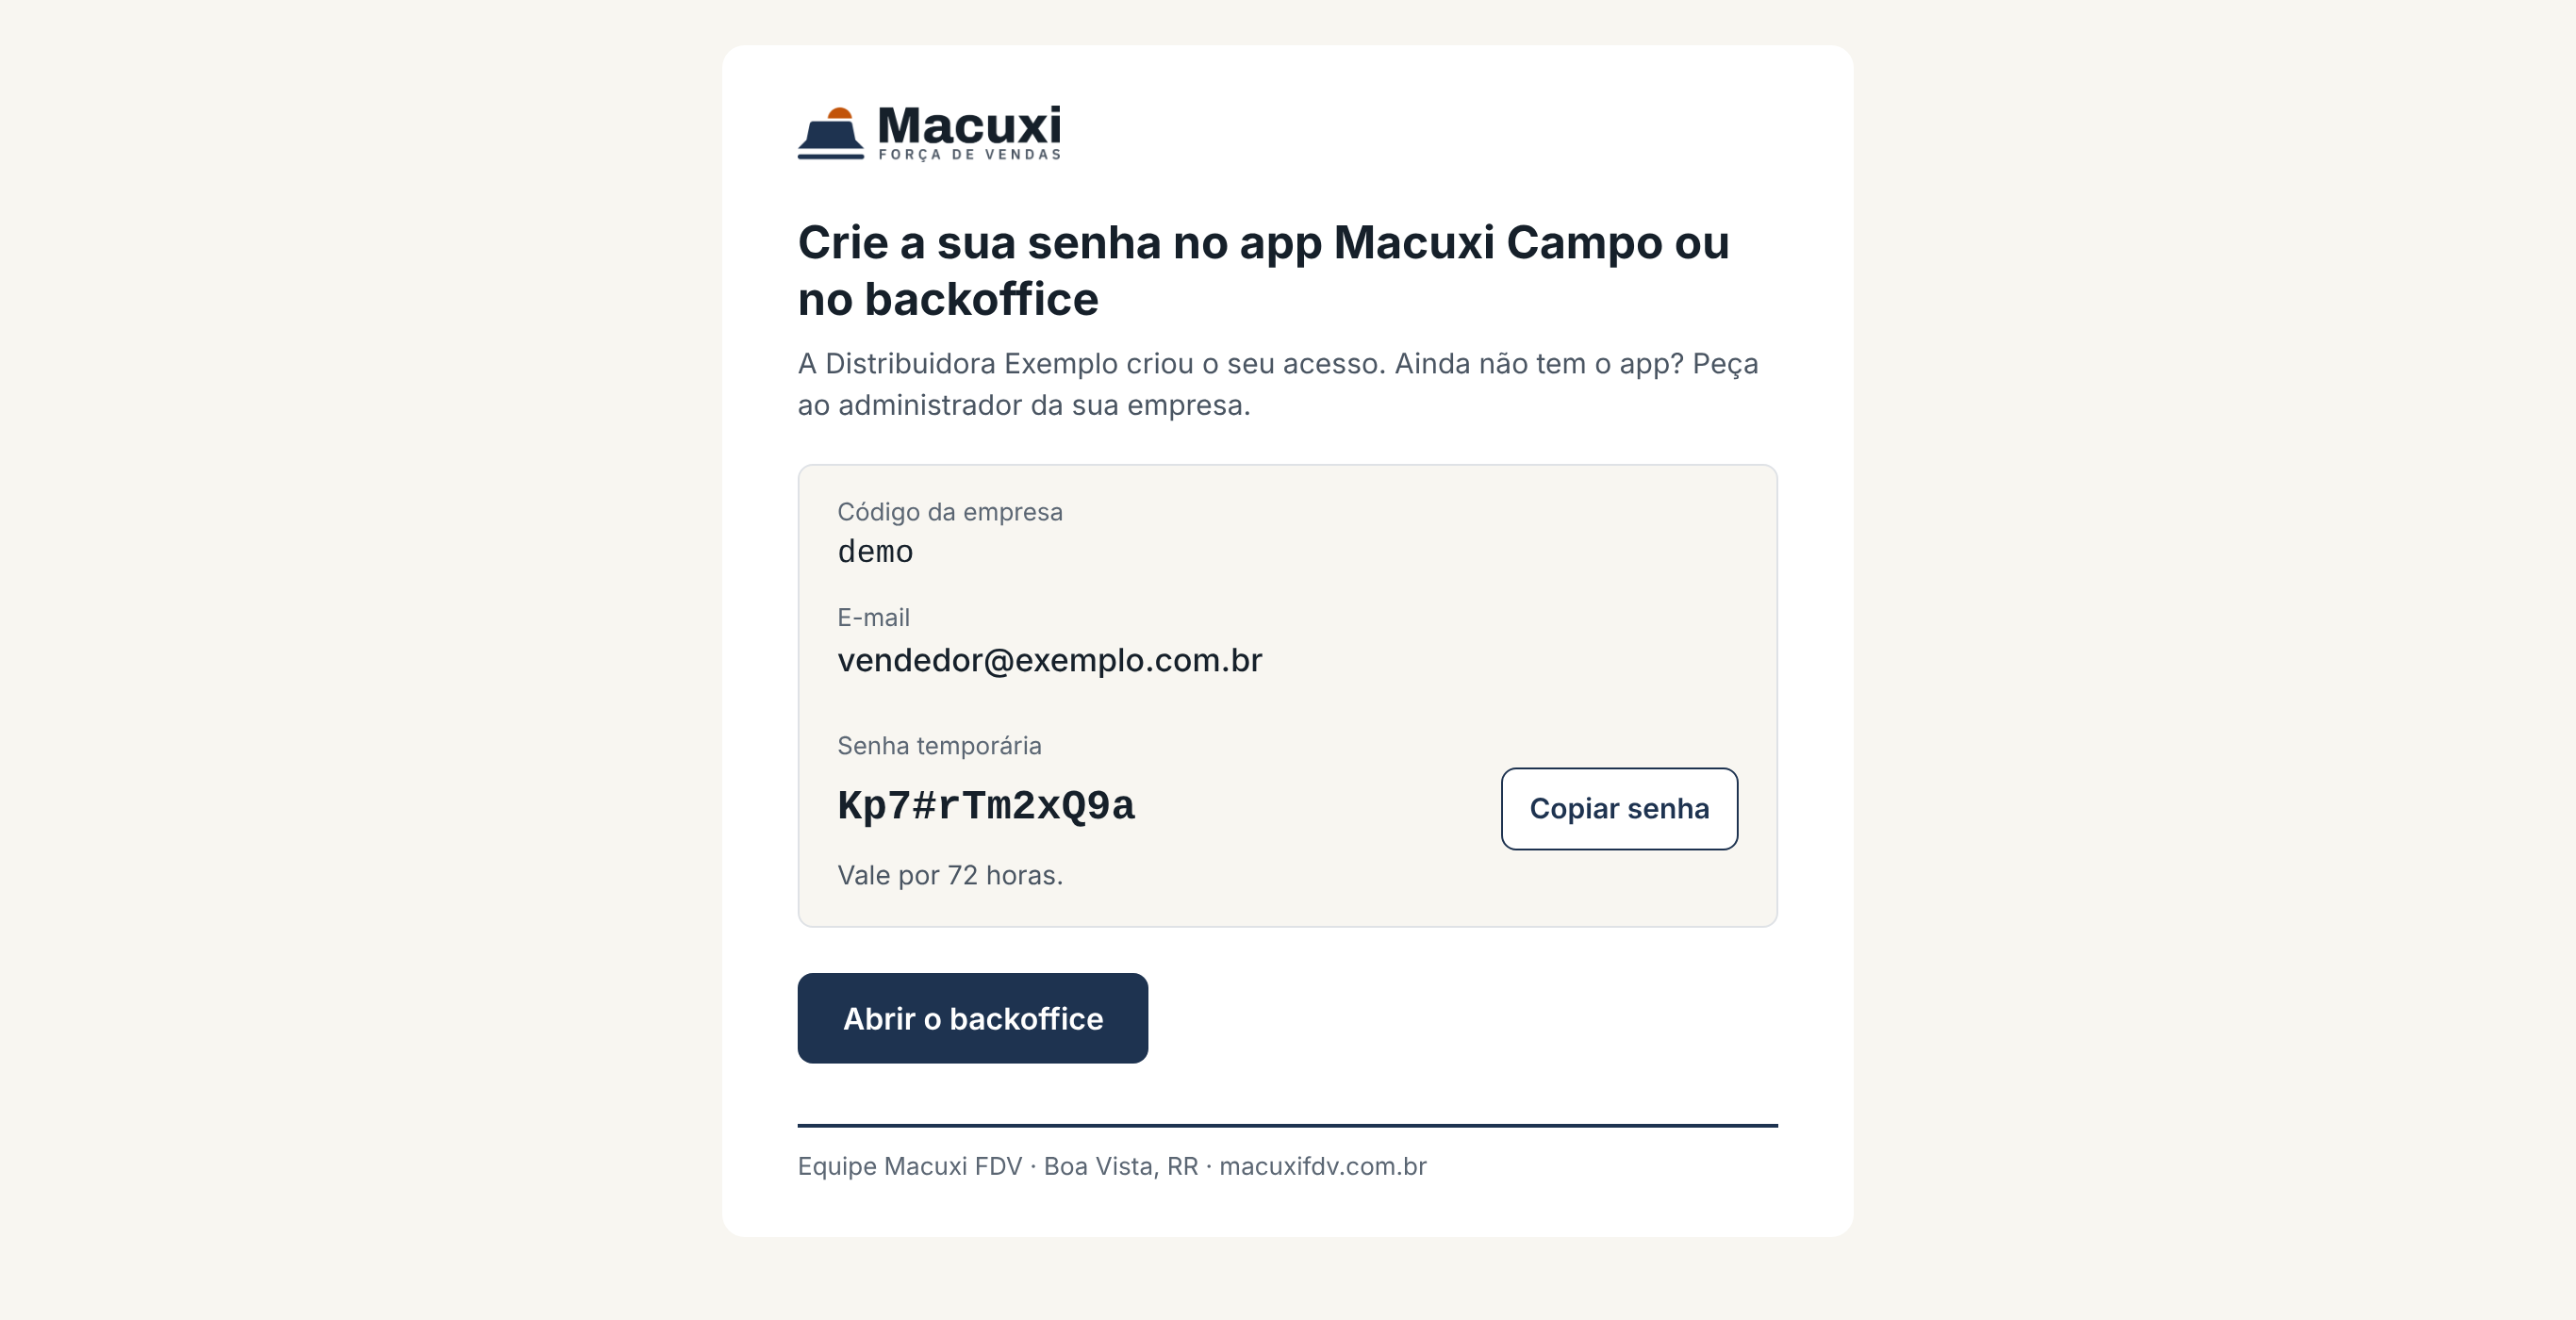 Macuxi
FORÇA DE VENDAS
Crie a sua senha no app Macuxi Campo ou
no backoffice
A Distribuidora Exemplo criou o seu acesso. Ainda não tem o app? Peça
ao administrador da sua empresa.
Código da empresa
demo
E-mail
vendedor@exemplo.com.br
Senha temporária
Kp7#rTm2xQ9a
Copiar senha
Vale por 72 horas.
Abrir o backoffice
Equipe Macuxi FDV · Boa Vista, RR · macuxifdv.com.br